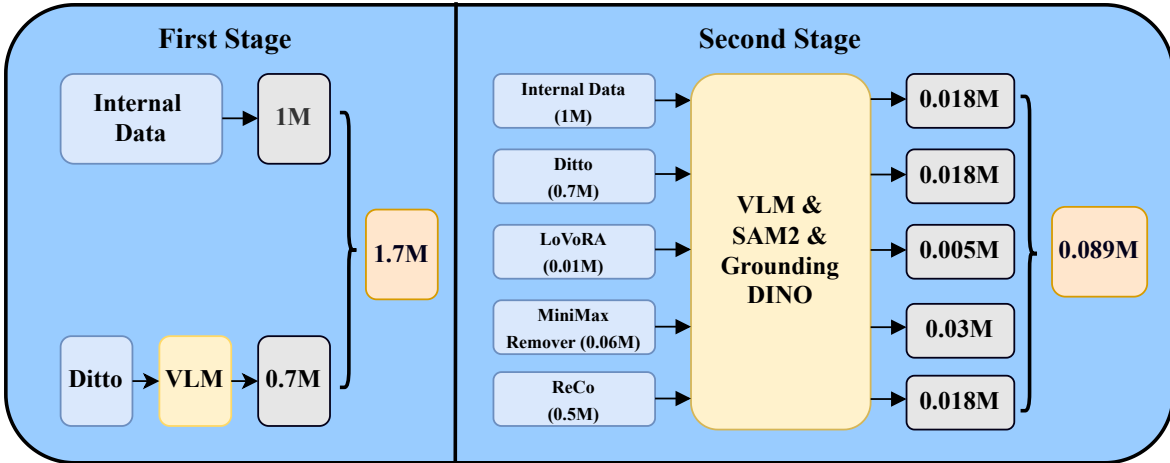 First Stage
Internal
Data
1M
1.7M
Ditto
VLM
0.7M
Second Stage
Internal Data
(1M)
Ditto
(0.7M)
LoVoRA
(0.01M)
MiniMax
Remover (0.06M)
ReCo
(0.5M)
VLM &
SAM2 &
Grounding
DINO
0.018M
0.018M
0.005M
0.03M
0.018M
0.089M